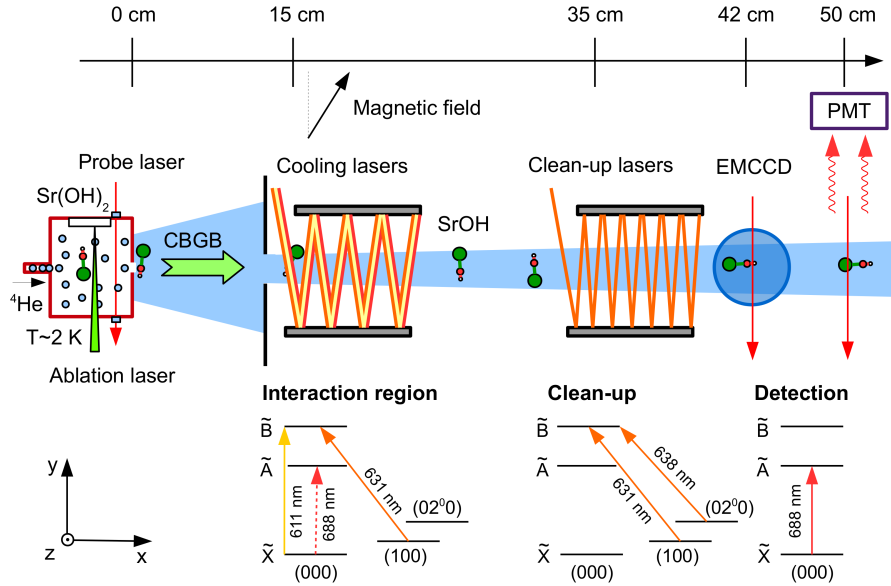 0 cm 15 cm 35 cm 42 cm 50 cm
Magnetic field
PMT
Probe laser Cooling lasers Clean-up lasers EMCCD
Sr(OH)2
CBGB
SrOH
4He
T~2 K
Ablation laser
Interaction region Clean-up Detection
B̃ B̃ B̃
Ã Ã Ã
611 nm 688 nm 631 nm 631 nm 638 nm 688 nm
(02⁰0) (02⁰0)
X̃ X̃ X̃
(000) (100) (000) (100) (000)
y
z x